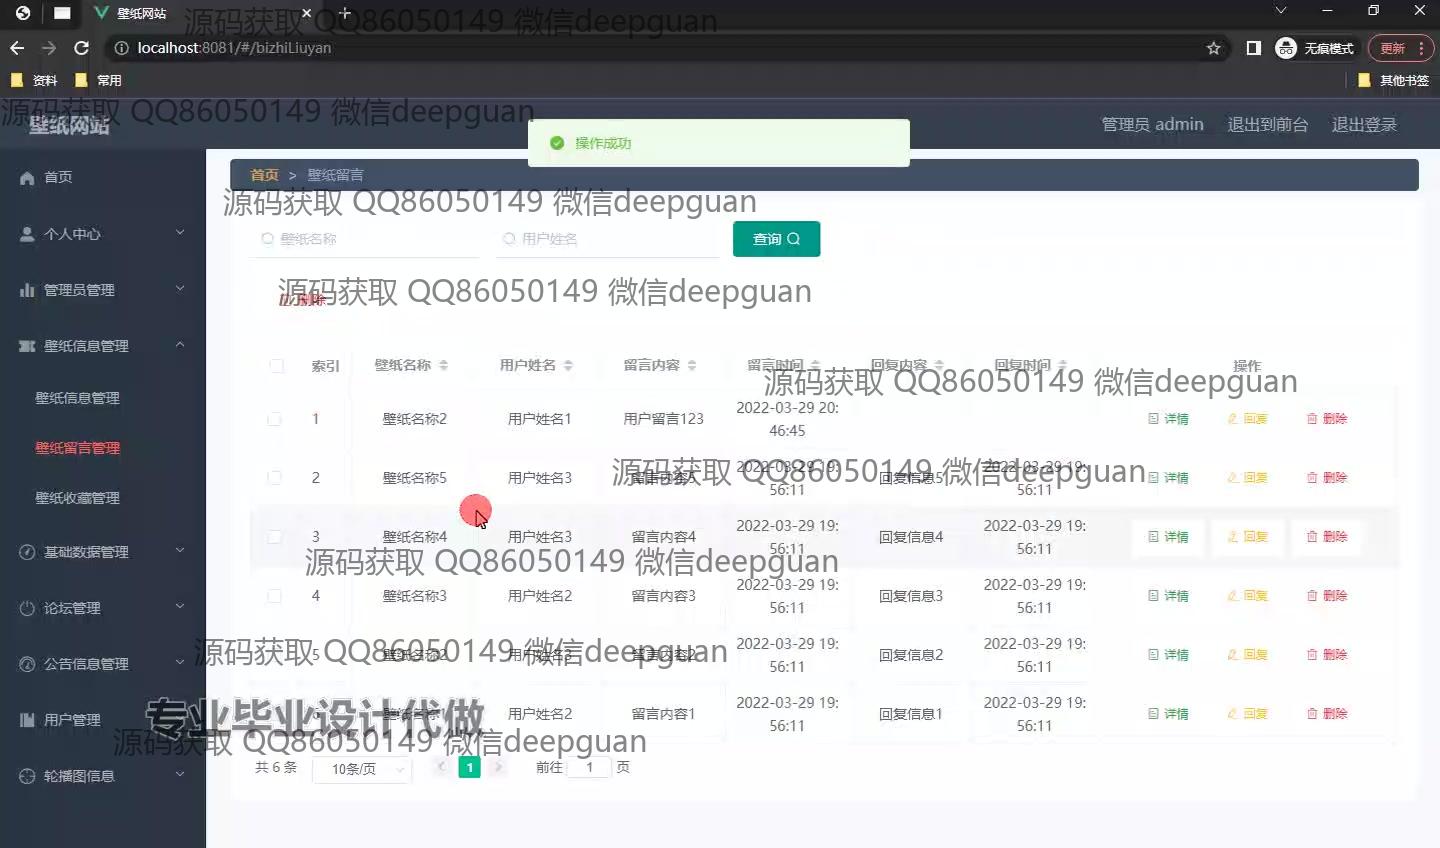 壁纸网站
源码获取 QQ86050149 微信deepguan
localhost:8081/#/bizhiLiuyan
无痕模式
更新
资料
常用
其他书签
源码获取 QQ86050149 微信deepguan
壁纸网站
管理员 admin
退出到前台
退出登录
操作成功
首页
个人中心
管理员管理
壁纸信息管理
壁纸信息管理
壁纸留言管理
壁纸收藏管理
基础数据管理
论坛管理
公告信息管理
用户管理
轮播图信息
首页 > 壁纸留言
源码获取 QQ86050149 微信deepguan
壁纸名称
用户姓名
查询
源码获取 QQ86050149 微信deepguan
删除
索引 壁纸名称 用户姓名 留言内容 留言时间 回复内容 回复时间 操作
源码获取 QQ86050149 微信deepguan
1 壁纸名称2 用户姓名1 用户留言123 2022-03-29 20:46:45 详情 回复 删除
2 壁纸名称5 用户姓名3 留言内容5 2022-03-29 19:56:11 回复信息5 2022-03-29 19:56:11 详情 回复 删除
源码获取 QQ86050149 微信deepguan
3 壁纸名称4 用户姓名3 留言内容4 2022-03-29 19:56:11 回复信息4 2022-03-29 19:56:11 详情 回复 删除
源码获取 QQ86050149 微信deepguan
4 壁纸名称3 用户姓名2 留言内容3 2022-03-29 19:56:11 回复信息3 2022-03-29 19:56:11 详情 回复 删除
5 壁纸名称2 用户姓名3 留言内容2 2022-03-29 19:56:11 回复信息2 2022-03-29 19:56:11 详情 回复 删除
源码获取 QQ86050149 微信deepguan
用户姓名2 留言内容1 2022-03-29 19:56:11 回复信息1 2022-03-29 19:56:11 详情 回复 删除
专业毕业设计代做
源码获取 QQ86050149 微信deepguan
共 6 条 10条/页 1 前往 1 页